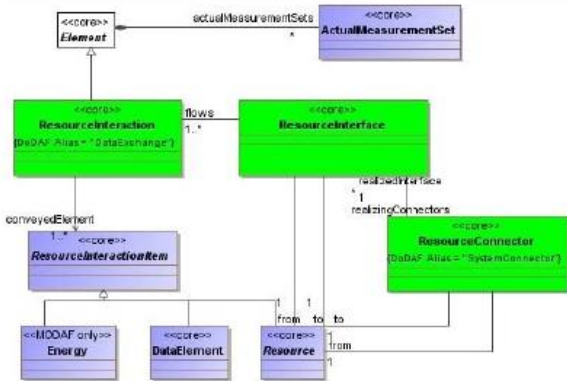 <<core>>
Element
actualMeasurementSets
*
<<core>>
ActualMeasurementSet
<<core>>
ResourceInteraction
{DoDAF Alias = "DataExchange"}
flows
1..*
<<core>>
ResourceInterface
realizedInterface
*
1
realizingConnectors
conveyedElement
1..*
<<core>>
ResourceInteractionItem
<<core>>
ResourceConnector
{DoDAF Alias = "SystemConnector"}
1
1
from
to
to
<<MODAF only>>
Energy
<<core>>
DataElement
<<core>>
Resource
1
from
1